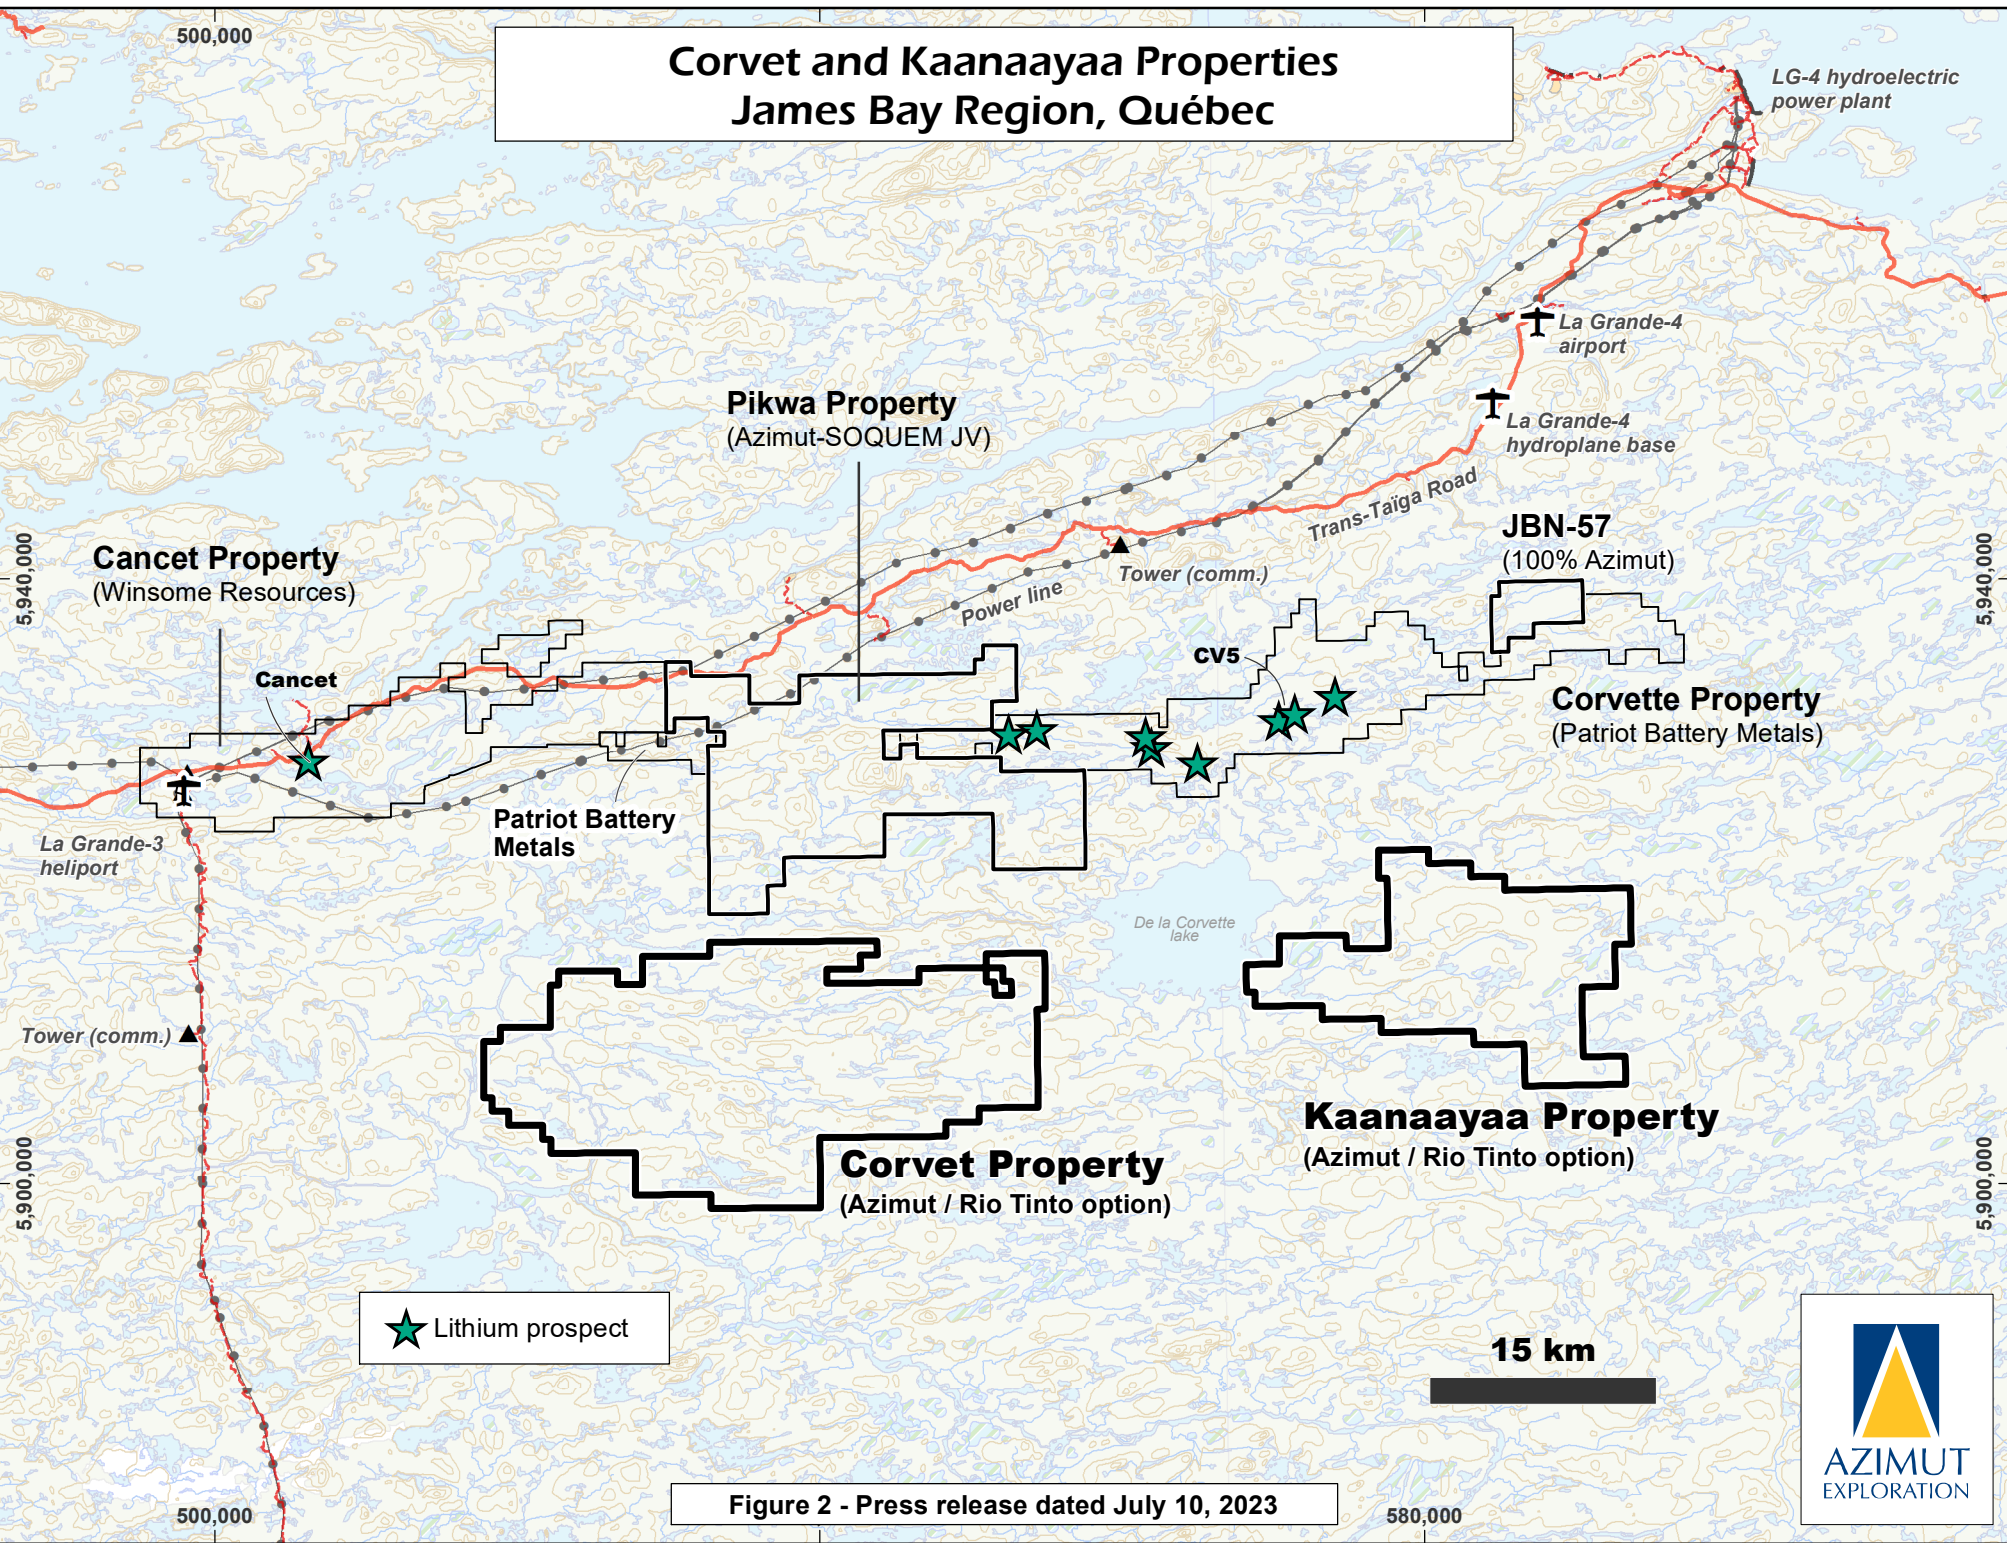 500,000
Corvet and Kaanaayaa Properties
James Bay Region, Québec
LG-4 hydroelectric
power plant
La Grande-4
airport
La Grande-4
hydroplane base
Pikwa Property
(Azimut-SOQUEM JV)
Trans-Taïga Road
JBN-57
(100% Azimut)
Cancet Property
(Winsome Resources)
5,940,000
5,940,000
Tower (comm.)
Power line
CV5
Cancet
Corvette Property
(Patriot Battery Metals)
Patriot Battery
Metals
La Grande-3
heliport
De la Corvette
lake
Tower (comm.)
Kaanaayaa Property
(Azimut / Rio Tinto option)
Corvet Property
(Azimut / Rio Tinto option)
5,900,000
5,900,000
Lithium prospect
15 km
AZIMUT
EXPLORATION
Figure 2 - Press release dated July 10, 2023
500,000
580,000